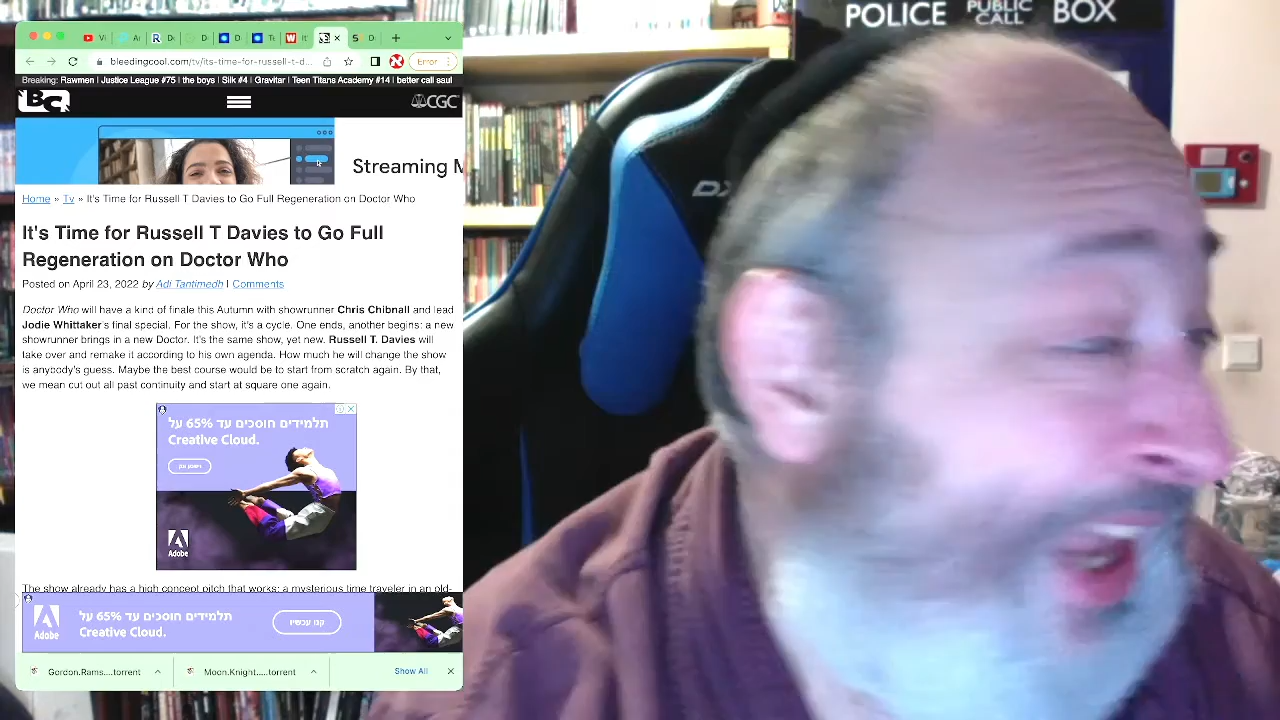 POLICE PUBLIC CALL BOX
DX
Error
bleedingcool.com/tv/its-time-for-russell-t-d...
Breaking: Rawmen | Justice League #75 | the boys | Silk #4 | Gravitar | Teen Titans Academy #14 | better call saul
BC
CGC
Streaming M
Home » Tv » It's Time for Russell T Davies to Go Full Regeneration on Doctor Who
It's Time for Russell T Davies to Go Full
Regeneration on Doctor Who
Posted on April 23, 2022 by Adi Tantimedh | Comments
Doctor Who will have a kind of finale this Autumn with showrunner Chris Chibnall and lead
Jodie Whittaker's final special. For the show, it's a cycle. One ends, another begins: a new
showrunner brings in a new Doctor. It's the same show, yet new. Russell T. Davies will
take over and remake it according to his own agenda. How much he will change the show
is anybody's guess. Maybe the best course would be to start from scratch again. By that,
we mean cut out all past continuity and start at square one again.
תלמידים חוסכים עד 65% על
Creative Cloud.
Adobe
The show already has a high concept pitch that works: a mysterious time traveler in an old-
תלמידים חוסכים עד 65% על
Creative Cloud.
קנו עכשיו
Adobe
Gordon.Rams....torrent
Moon.Knight.....torrent
Show All